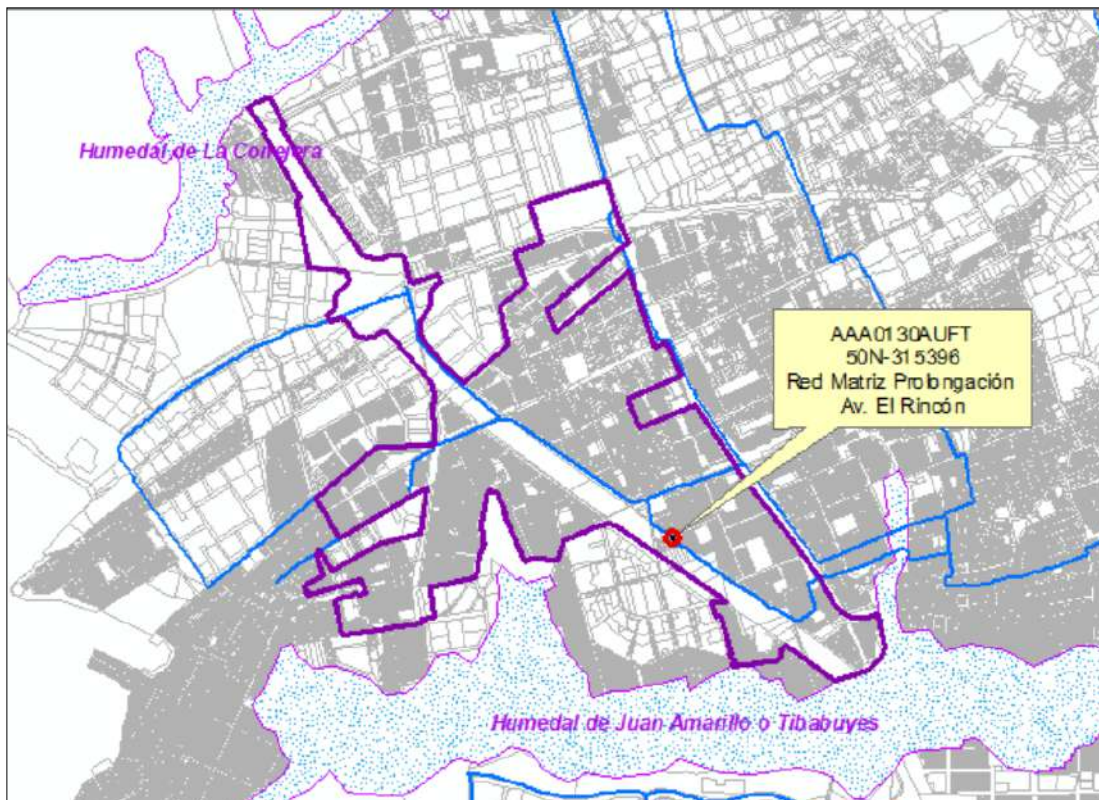 Humedal de La Conejera
AAA0130AUFT
50N-315396
Red Matriz Prolongación
Av. El Rincón
Humedal de Juan Amarillo o Tibabuyes